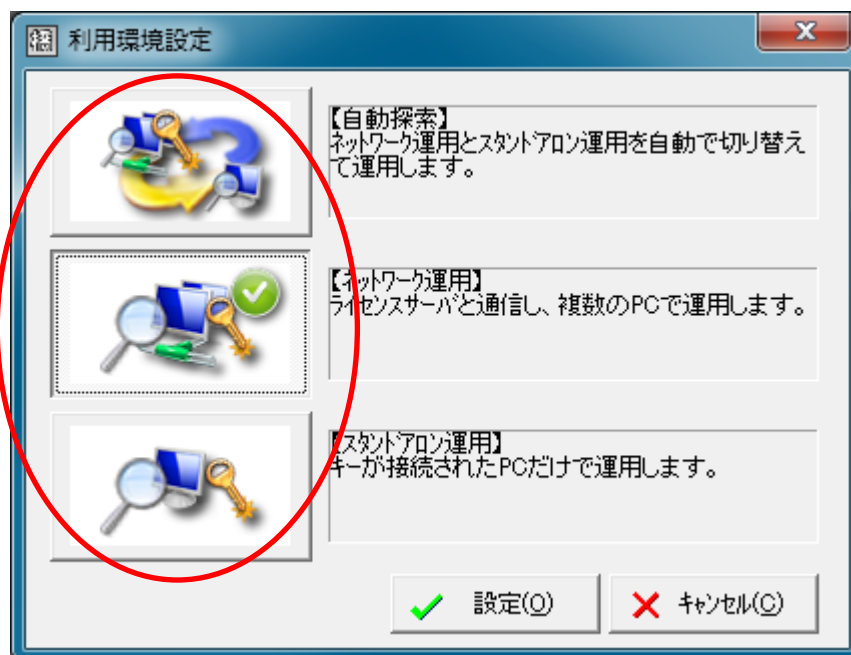 利用環境設定
【自動探索】
ネットワーク運用とスタンドアロン運用を自動で切り替え
て運用します。
【ネットワーク運用】
ライセンスサーバと通信し、複数のPCで運用します。
【スタンドアロン運用】
キーが接続されたPCだけで運用します。
設定(O)
キャンセル(C)